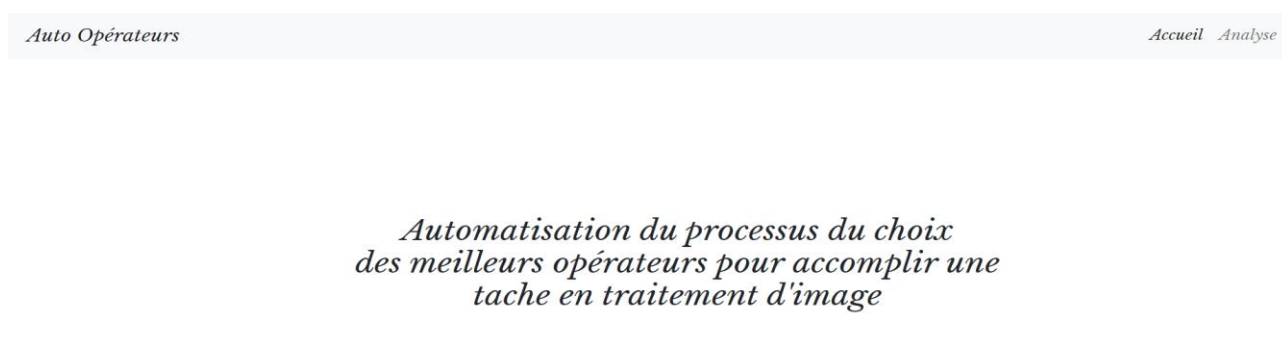 Auto Opérateurs
Accueil Analyse
Automatisation du processus du choix
des meilleurs opérateurs pour accomplir une
tache en traitement d'image